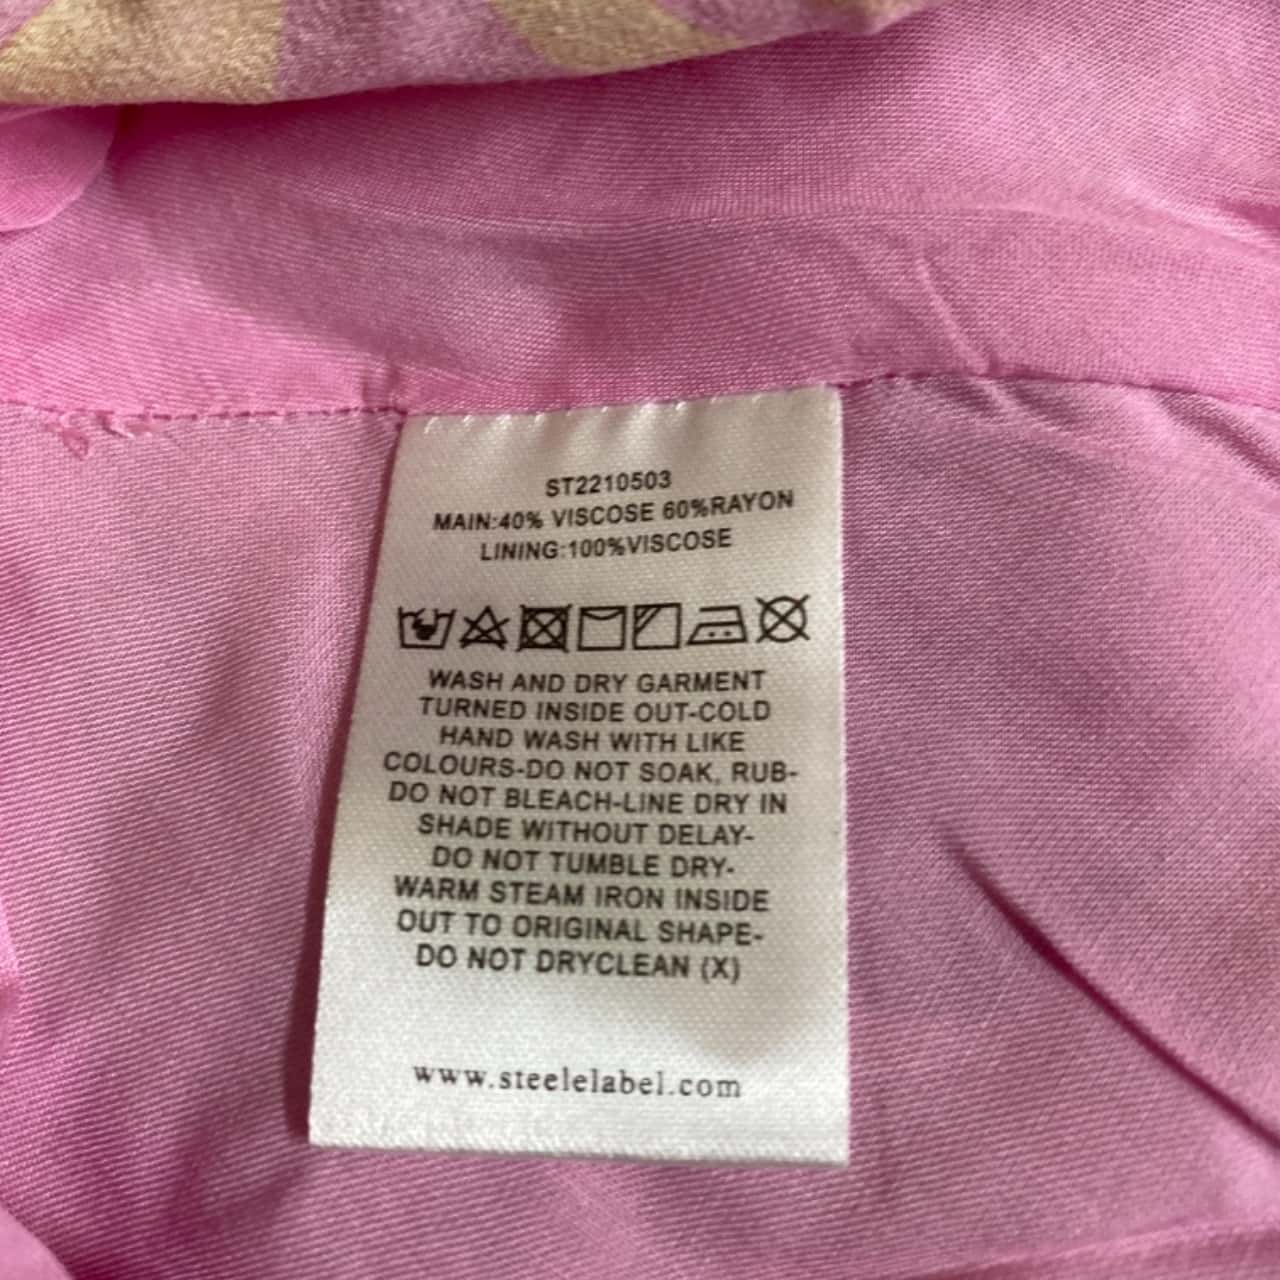 ST2210503
MAIN:40% VISCOSE 60%RAYON
LINING:100%VISCOSE
WASH AND DRY GARMENT
TURNED INSIDE OUT-COLD
HAND WASH WITH LIKE
COLOURS-DO NOT SOAK, RUB-
DO NOT BLEACH-LINE DRY IN
SHADE WITHOUT DELAY-
DO NOT TUMBLE DRY-
WARM STEAM IRON INSIDE
OUT TO ORIGINAL SHAPE-
DO NOT DRYCLEAN (X)
www.steelelabel.com